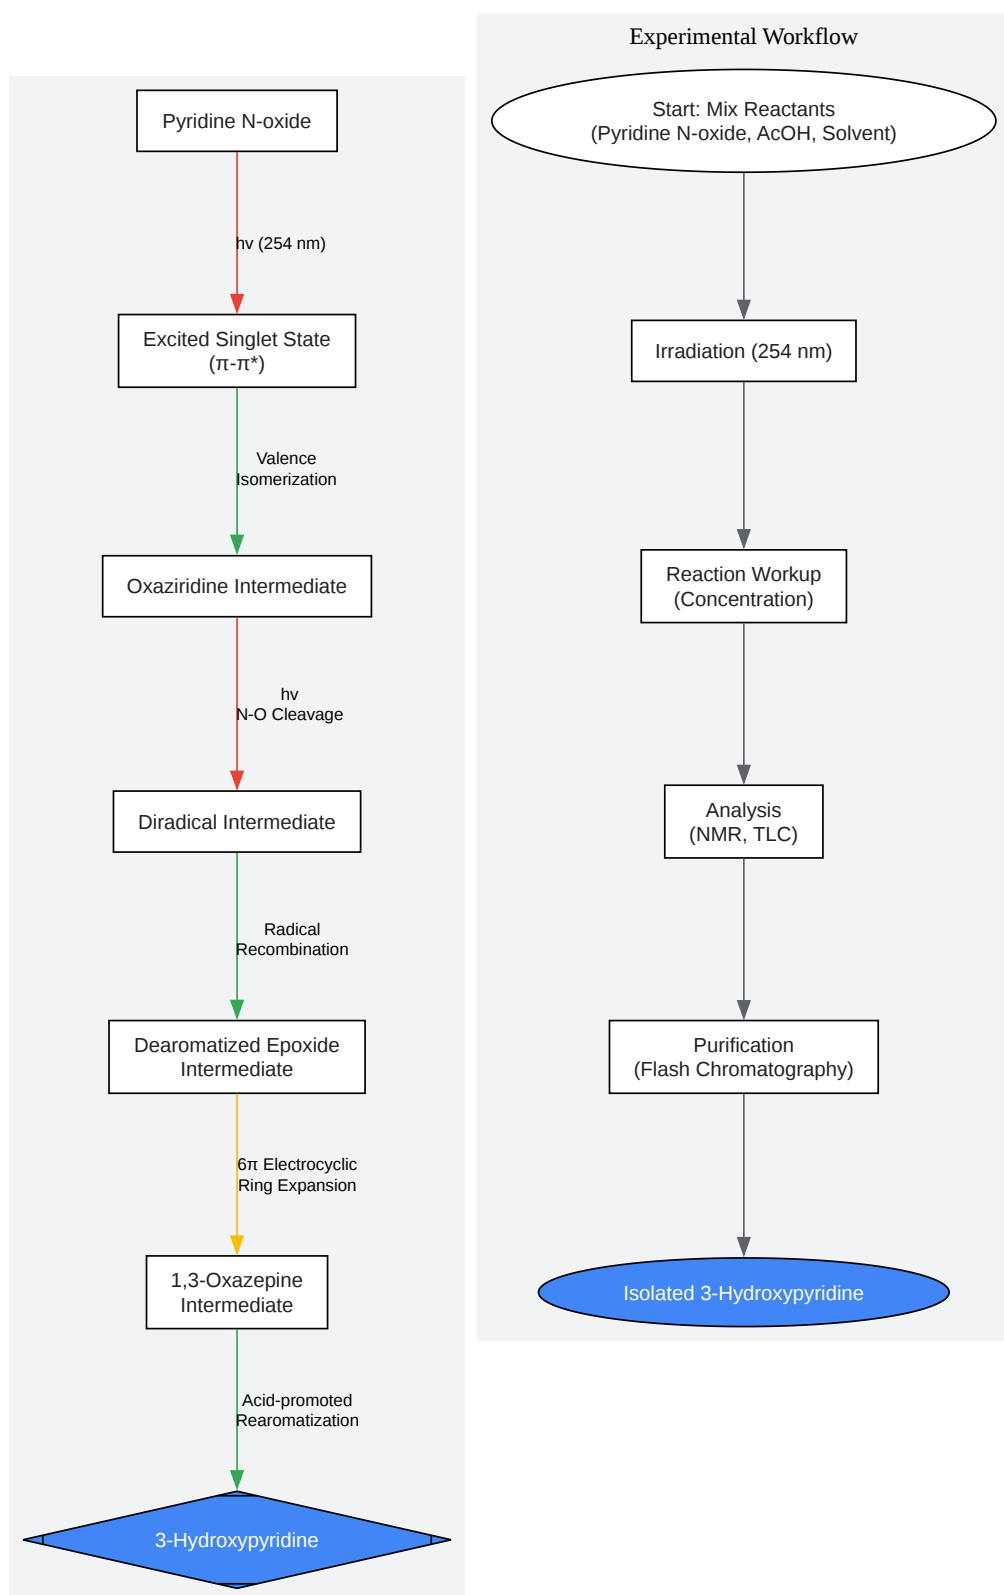 Pyridine N-oxide
hv (254 nm)
Excited Singlet State
(π-π*)
Valence
Isomerization
Oxaziridine Intermediate
hv
N-O Cleavage
Diradical Intermediate
Radical
Recombination
Dearomatized Epoxide
Intermediate
6π Electrocyclic
Ring Expansion
1,3-Oxazepine
Intermediate
Acid-promoted
Rearomatization
3-Hydroxypyridine
Experimental Workflow
Start: Mix Reactants
(Pyridine N-oxide, AcOH, Solvent)
Irradiation (254 nm)
Reaction Workup
(Concentration)
Analysis
(NMR, TLC)
Purification
(Flash Chromatography)
Isolated 3-Hydroxypyridine